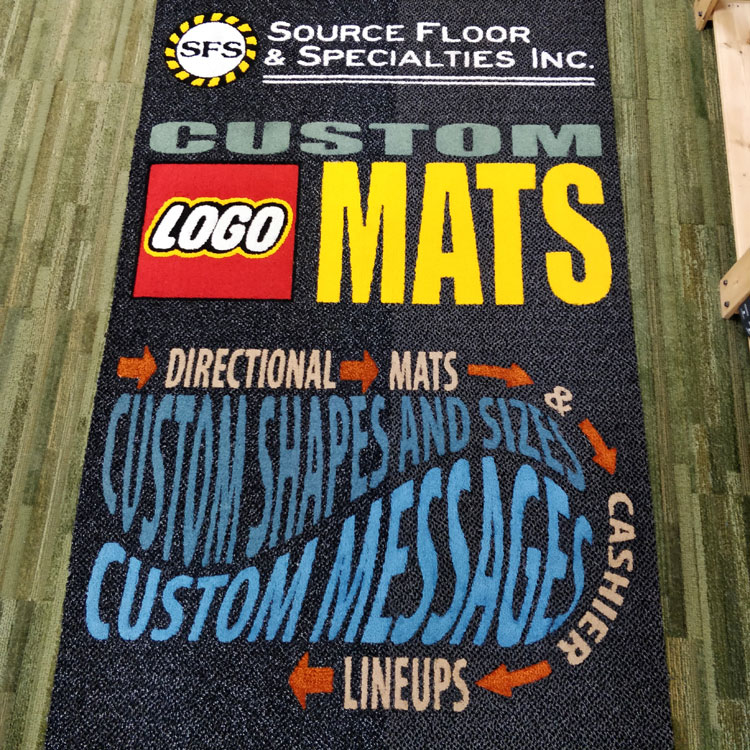 SFS
SOURCE FLOOR
& SPECIALTIES INC.
CUSTOM
LOGO MATS
DIRECTIONAL MATS
&
CASHIER
LINEUPS
CUSTOM SHAPES AND SIZES
CUSTOM MESSAGES